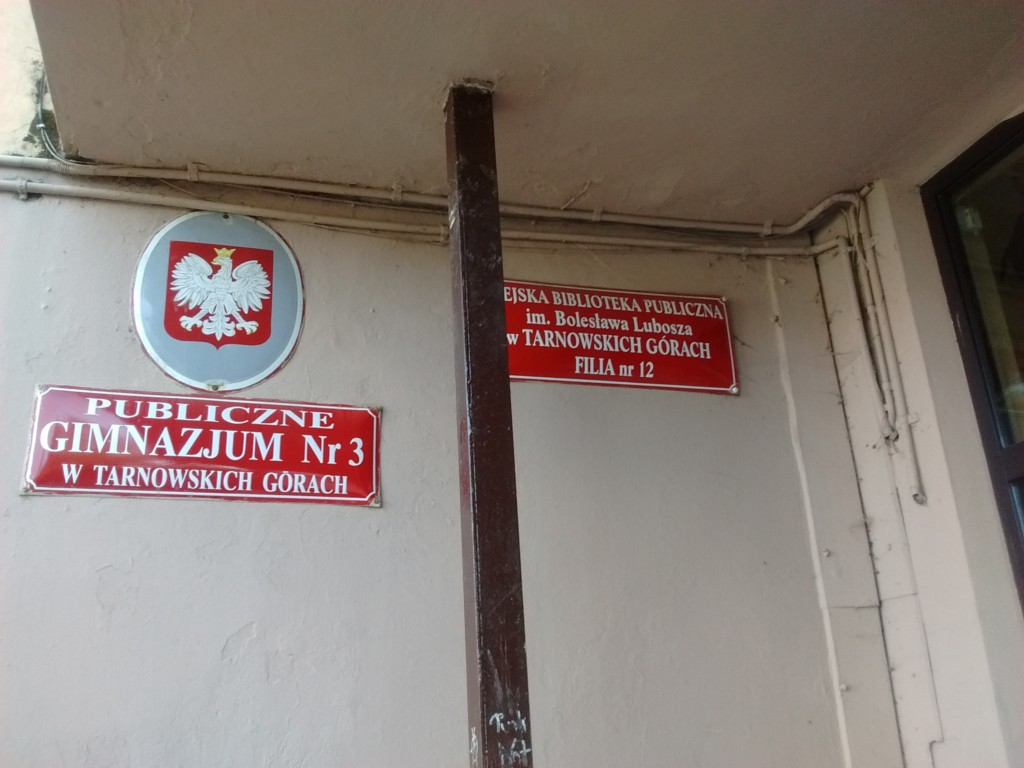 PUBLICZNE
GIMNAZJUM Nr 3
W TARNOWSKICH GÓRACH
EJSKA BIBLIOTEKA PUBLICZNA
im. Bolesława Lubosza
w TARNOWSKICH GÓRACH
FILIA nr 12